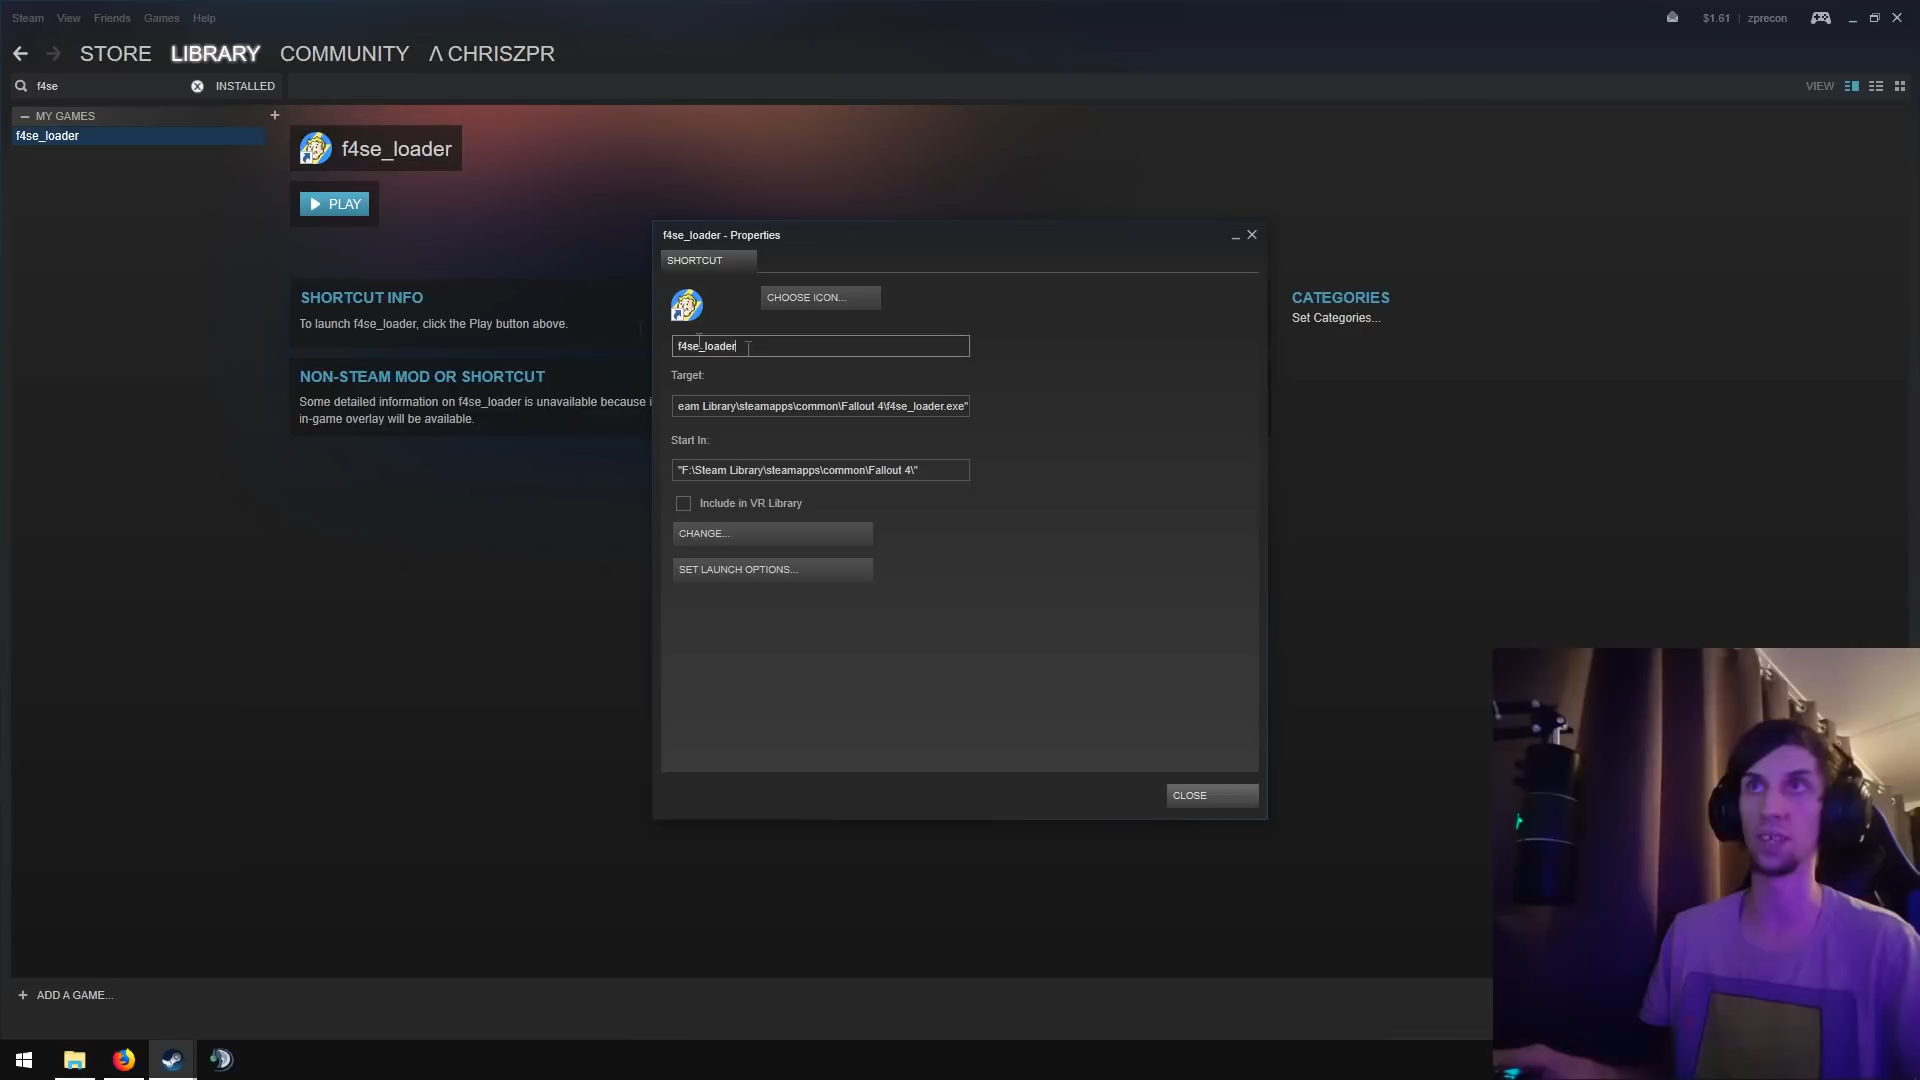 Steam View Friends Games Help
$1.61 | zprecon
STORE LIBRARY COMMUNITY Λ CHRISZPR
f4se INSTALLED
VIEW
— MY GAMES +
f4se_loader
f4se_loader
PLAY
f4se_loader - Properties
SHORTCUT
CHOOSE ICON...
SHORTCUT INFO
CATEGORIES
To launch f4se_loader, click the Play button above.
Set Categories...
f4se_loader
Target:
NON-STEAM MOD OR SHORTCUT
Some detailed information on f4se_loader is unavailable because i
in-game overlay will be available.
eam Library\steamapps\common\Fallout 4\f4se_loader.exe"
Start In:
"F:\Steam Library\steamapps\common\Fallout 4\"
Include in VR Library
CHANGE...
SET LAUNCH OPTIONS...
CLOSE
+ ADD A GAME...